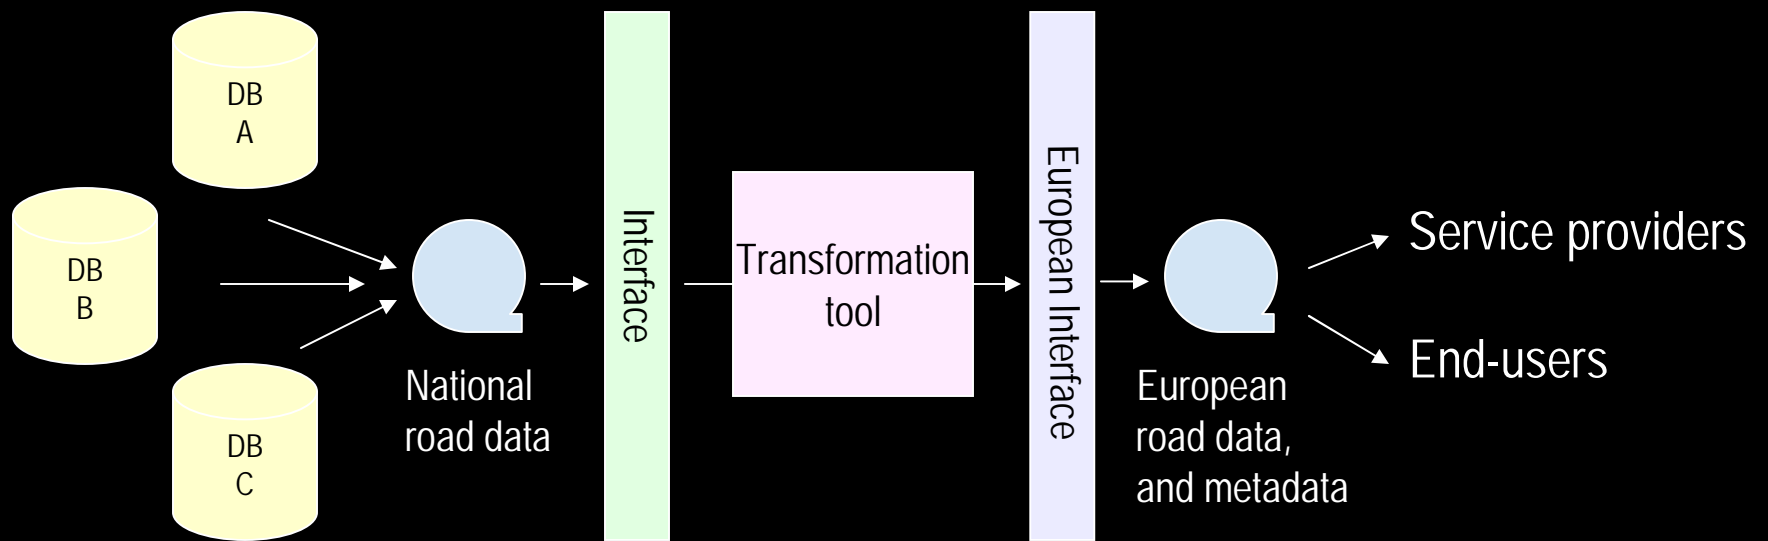 DB
A
DB
B
DB
C
National
road data
Interface
Transformation
tool
European Interface
European
road data,
and metadata
Service providers
End-users